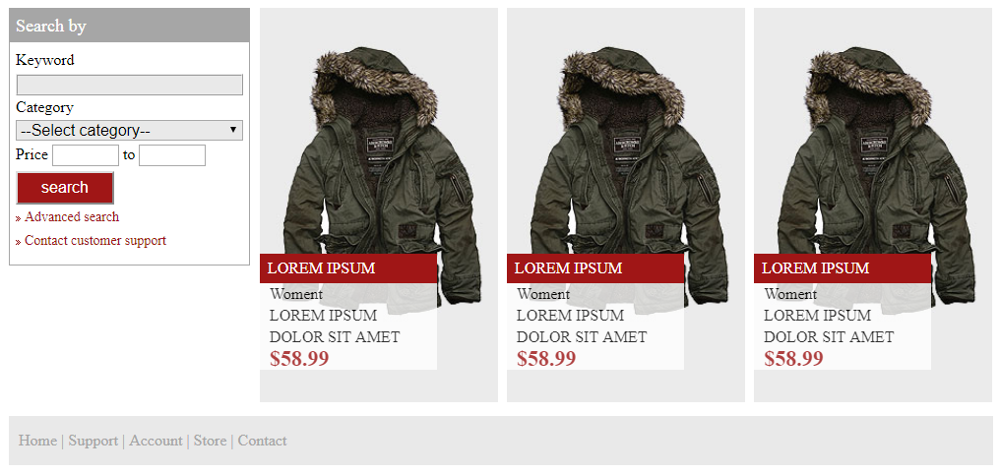 Search by
Keyword
Category
--Select category--
Price to
search
Advanced search
Contact customer support
LOREM IPSUM
Woment
LOREM IPSUM
DOLOR SIT AMET
$58.99
LOREM IPSUM
Woment
LOREM IPSUM
DOLOR SIT AMET
$58.99
LOREM IPSUM
Woment
LOREM IPSUM
DOLOR SIT AMET
$58.99
Home | Support | Account | Store | Contact